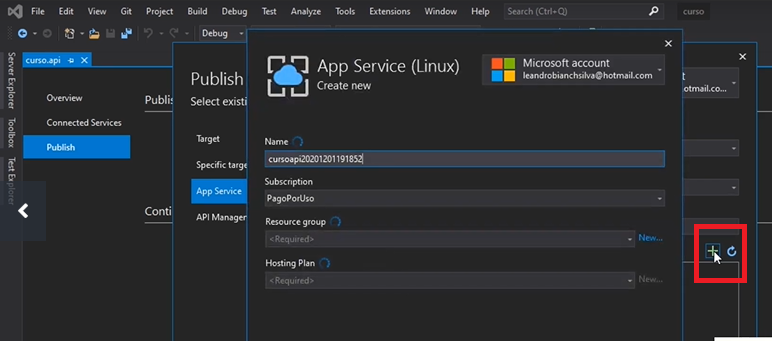 File Edit View Git Project Build Debug Test Analyze Tools Extensions Window Help Search (Ctrl+Q) curso
Debug
Server Explorer
Toolbox
Test Explorer
curso.api
Overview
Connected Services
Publish
Publish
Select existi
Target
Specific targe
App Service
API Managem
App Service (Linux)
Create new
Microsoft account
leandrobianchsilva@hotmail.com
otmail.co...
Name
cursoapi20201201191852
Subscription
PagoPorUso
Resource group
<Required>
New...
Hosting Plan
<Required>
New...